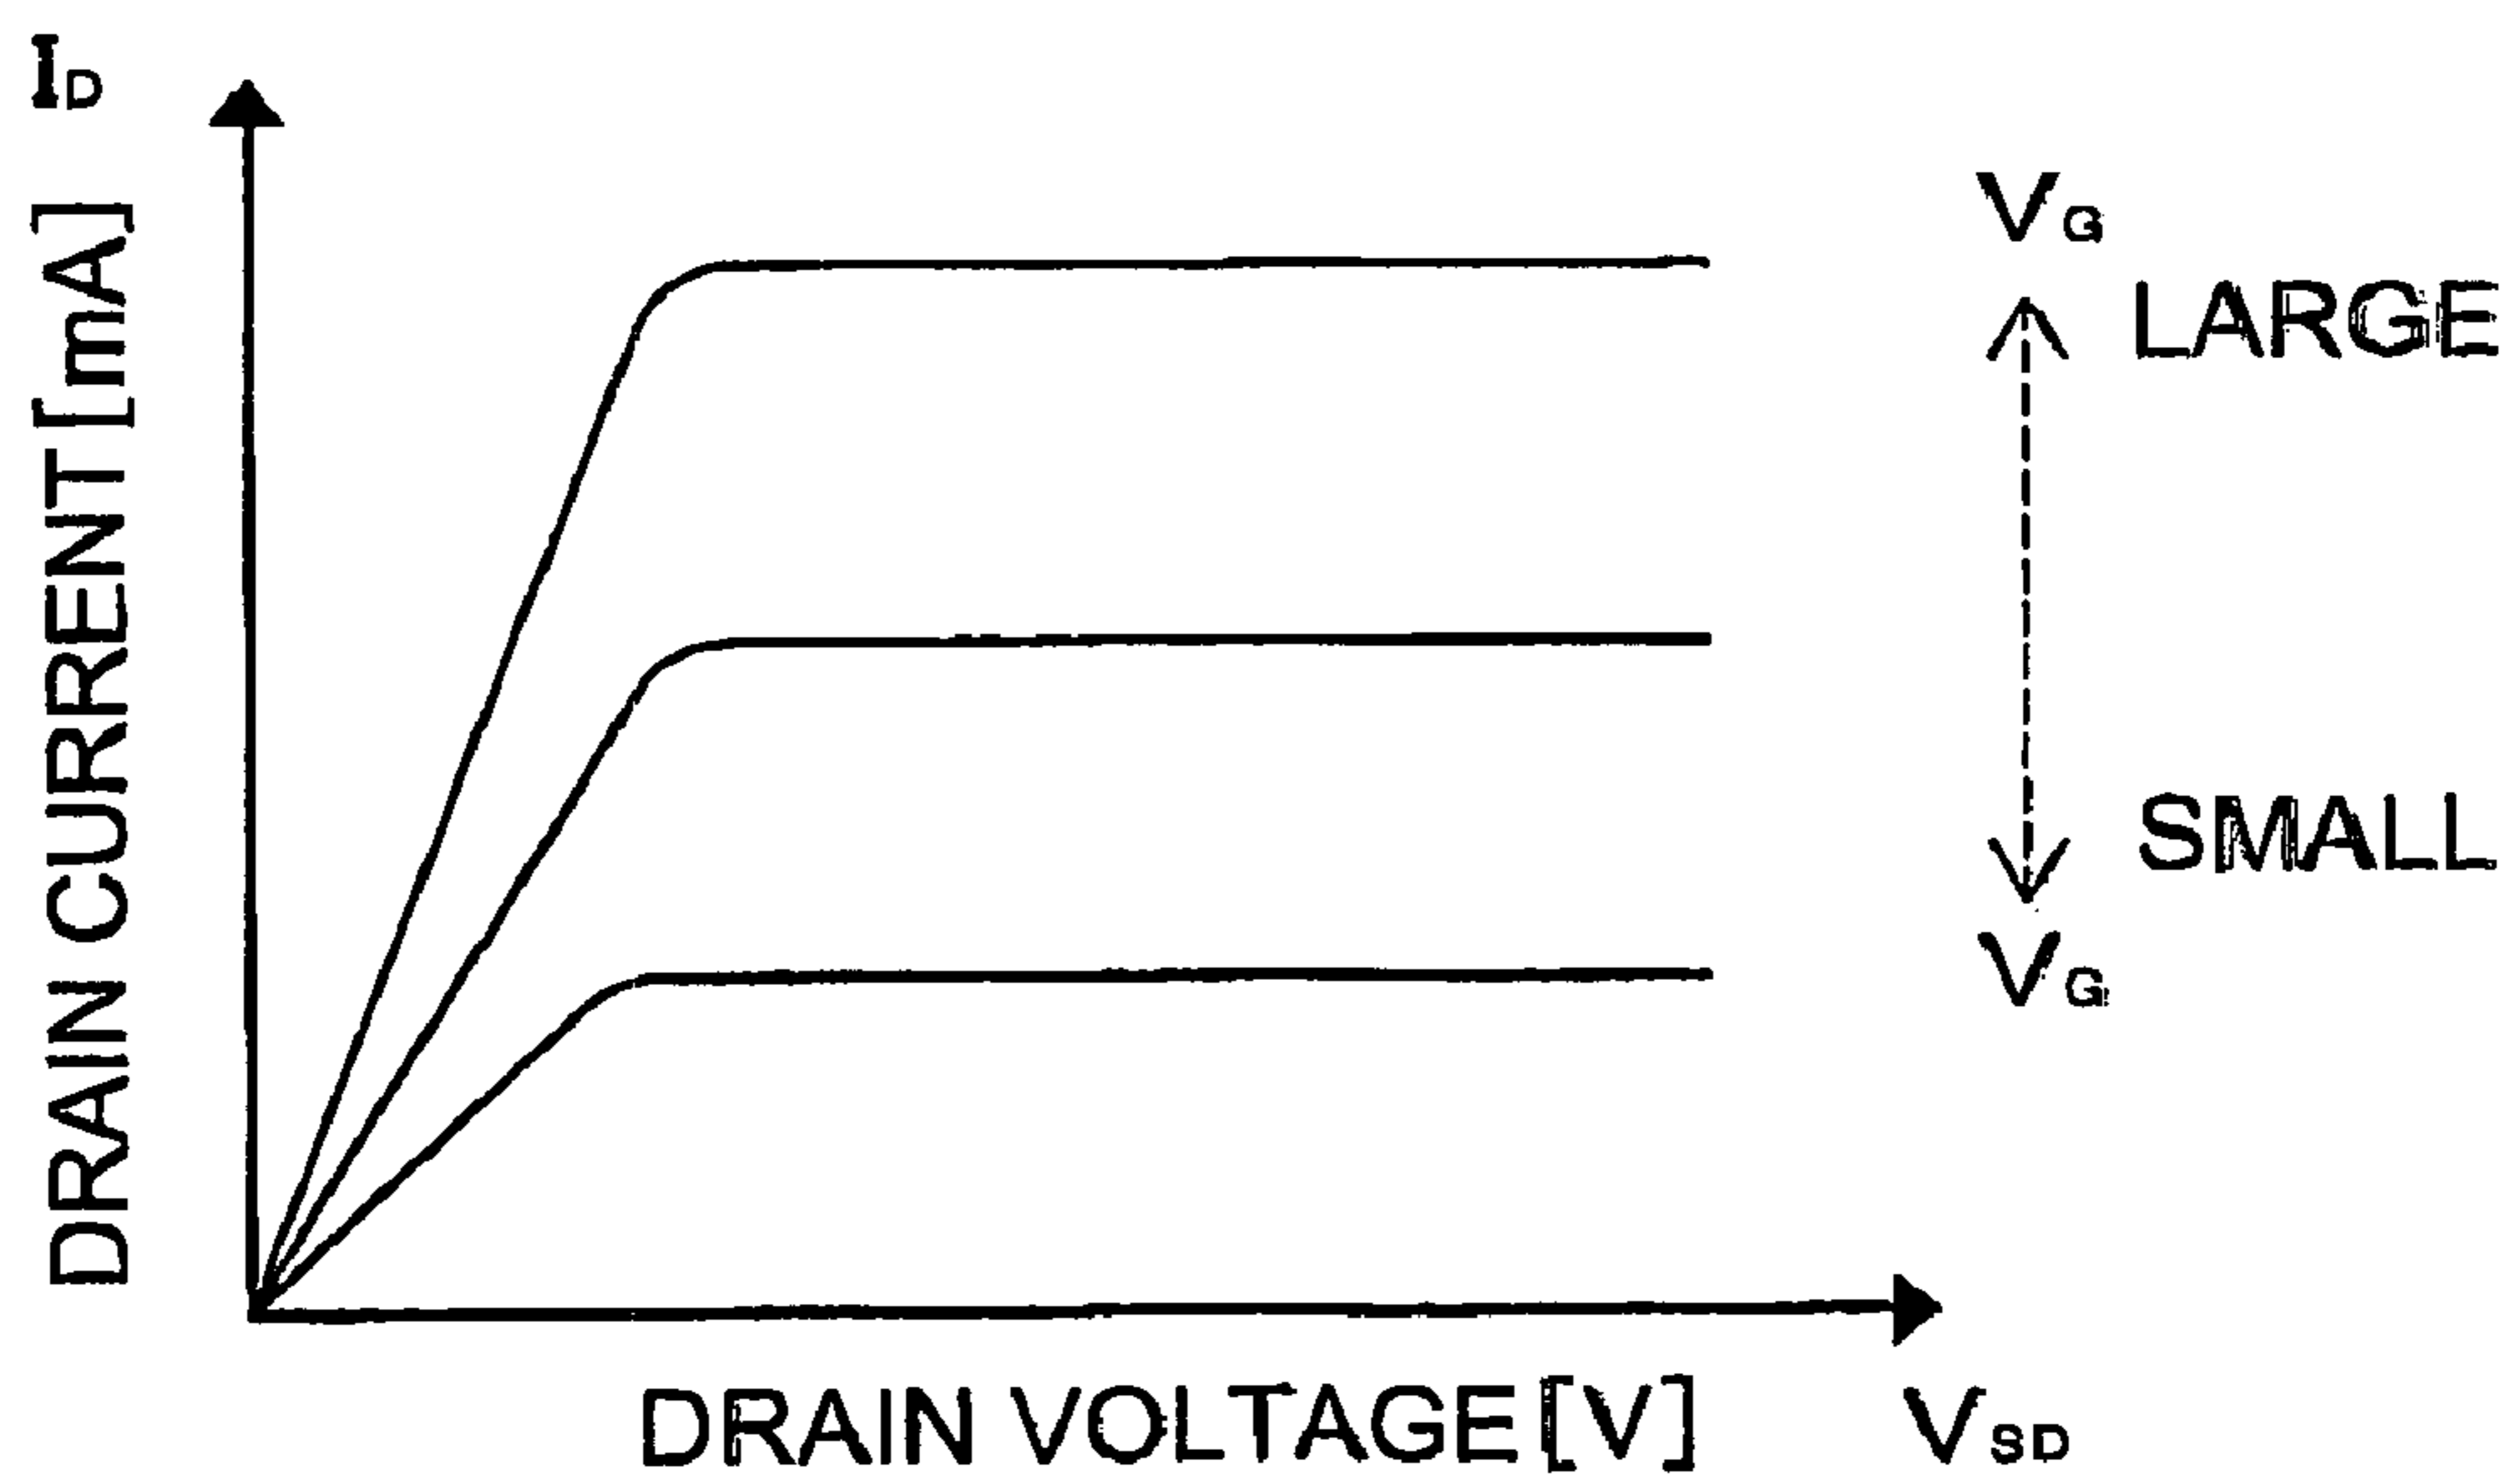 ID
DRAIN CURRENT[mA]
VG
LARGE
SMALL
VG
DRAIN VOLTAGE[V]
VSD